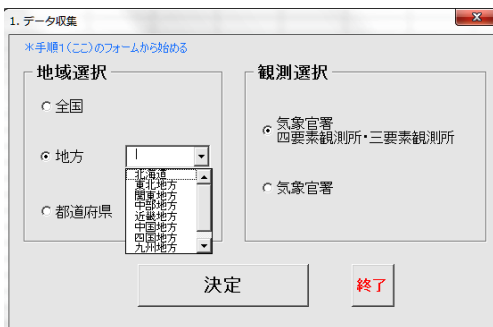 1. データ収集
*手順1(ここ)のフォームから始める
地域選択
全国
地方
北海道
東北地方
関東地方
中部地方
近畿地方
中国地方
四国地方
九州地方
都道府県
観測選択
気象官署
四要素観測所・三要素観測所
気象官署
決定
終了